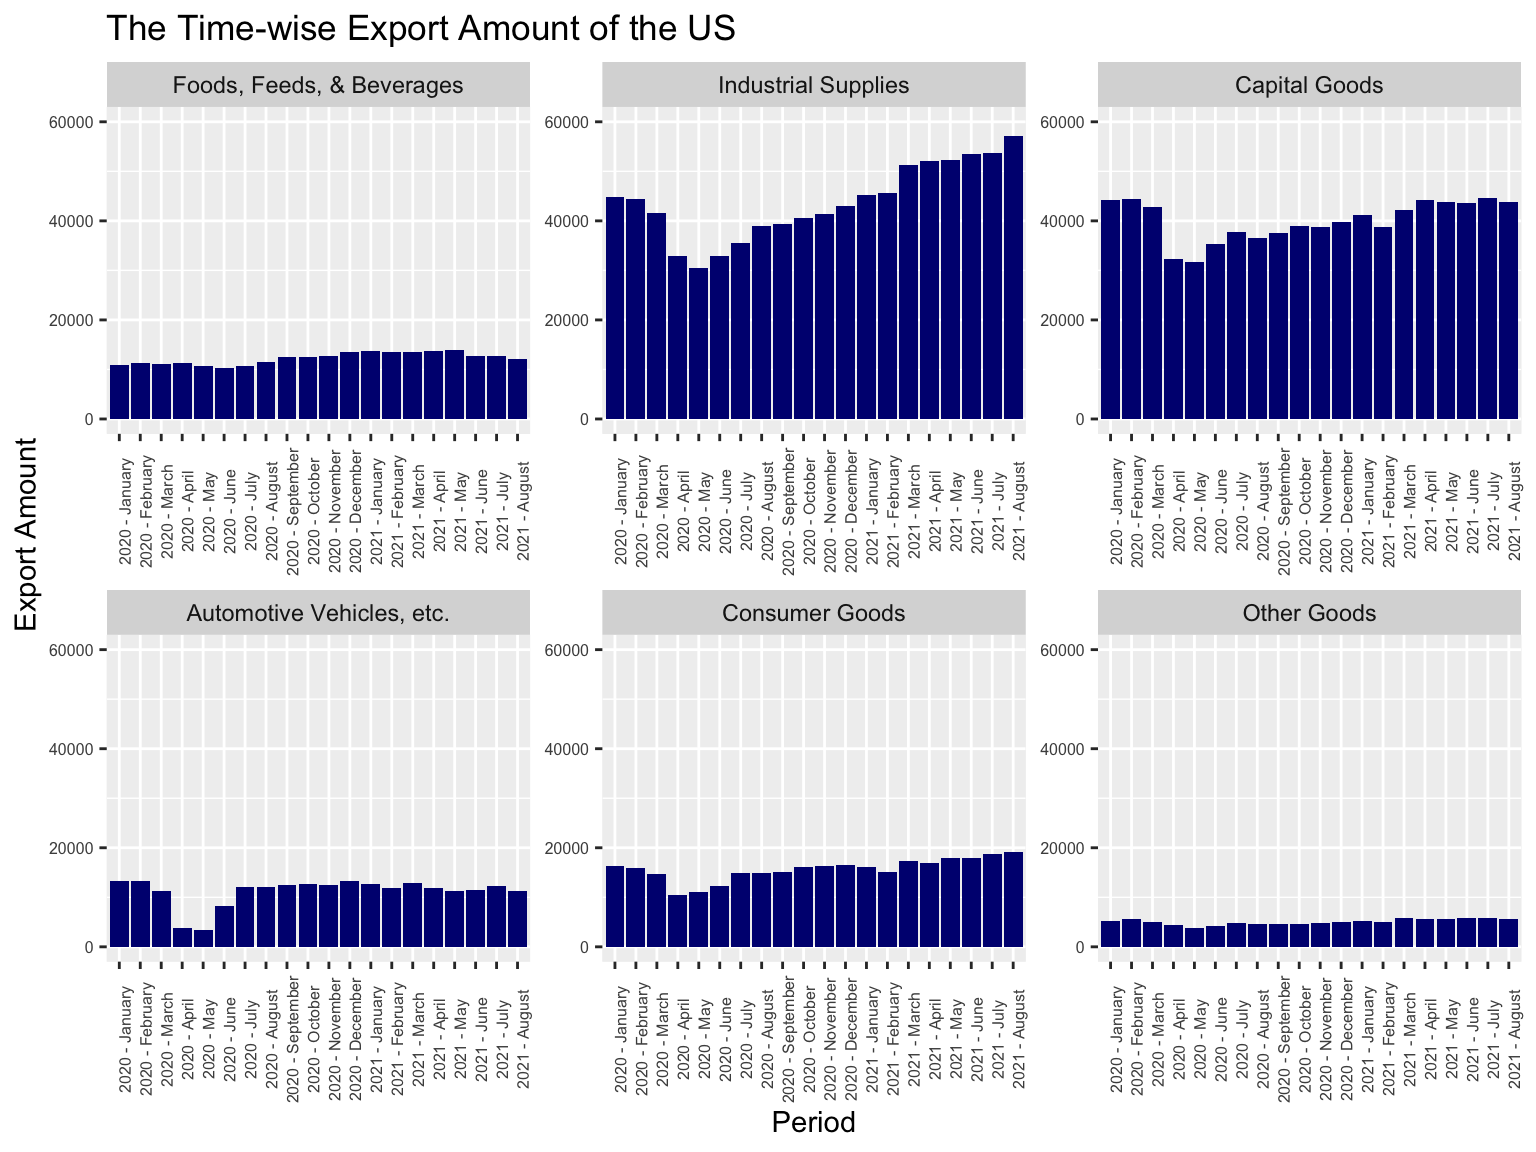 The Time-wise Export Amount of the US
Foods, Feeds, & Beverages
Industrial Supplies
Capital Goods
60000
40000
20000
0
60000
40000
20000
0
60000
40000
20000
0
2020 - January
2020 - February
2020 - March
2020 - April
2020 - May
2020 - June
2020 - July
2020 - August
2020 - September
2020 - October
2020 - November
2020 - December
2021 - January
2021 - February
2021 - March
2021 - April
2021 - May
2021 - June
2021 - July
2021 - August
2020 - January
2020 - February
2020 - March
2020 - April
2020 - May
2020 - June
2020 - July
2020 - August
2020 - September
2020 - October
2020 - November
2020 - December
2021 - January
2021 - February
2021 - March
2021 - April
2021 - May
2021 - June
2021 - July
2021 - August
2020 - January
2020 - February
2020 - March
2020 - April
2020 - May
2020 - June
2020 - July
2020 - August
2020 - September
2020 - October
2020 - November
2020 - December
2021 - January
2021 - February
2021 - March
2021 - April
2021 - May
2021 - June
2021 - July
2021 - August
Export Amount
Automotive Vehicles, etc.
Consumer Goods
Other Goods
60000
40000
20000
0
60000
40000
20000
0
60000
40000
20000
0
2020 - January
2020 - February
2020 - March
2020 - April
2020 - May
2020 - June
2020 - July
2020 - August
2020 - September
2020 - October
2020 - November
2020 - December
2021 - January
2021 - February
2021 - March
2021 - April
2021 - May
2021 - June
2021 - July
2021 - August
2020 - January
2020 - February
2020 - March
2020 - April
2020 - May
2020 - June
2020 - July
2020 - August
2020 - September
2020 - October
2020 - November
2020 - December
2021 - January
2021 - February
2021 - March
2021 - April
2021 - May
2021 - June
2021 - July
2021 - August
2020 - January
2020 - February
2020 - March
2020 - April
2020 - May
2020 - June
2020 - July
2020 - August
2020 - September
2020 - October
2020 - November
2020 - December
2021 - January
2021 - February
2021 - March
2021 - April
2021 - May
2021 - June
2021 - July
2021 - August
Period